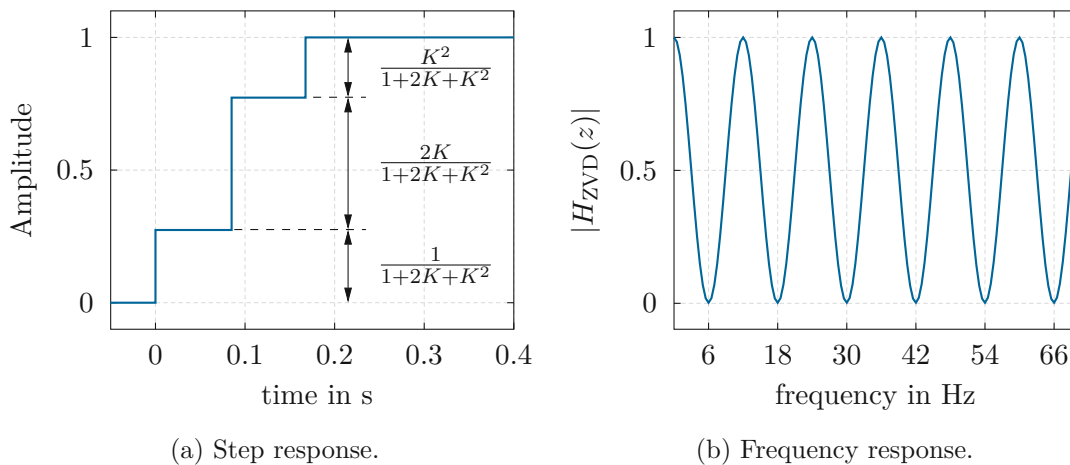 1
0.5
0
Amplitude
K^2
1+2K+K^2
2K
1+2K+K^2
1
1+2K+K^2
0 0.1 0.2 0.3 0.4
time in s
(a) Step response.
1
0.5
0
|H_ZVD(z)|
6 18 30 42 54 66
frequency in Hz
(b) Frequency response.